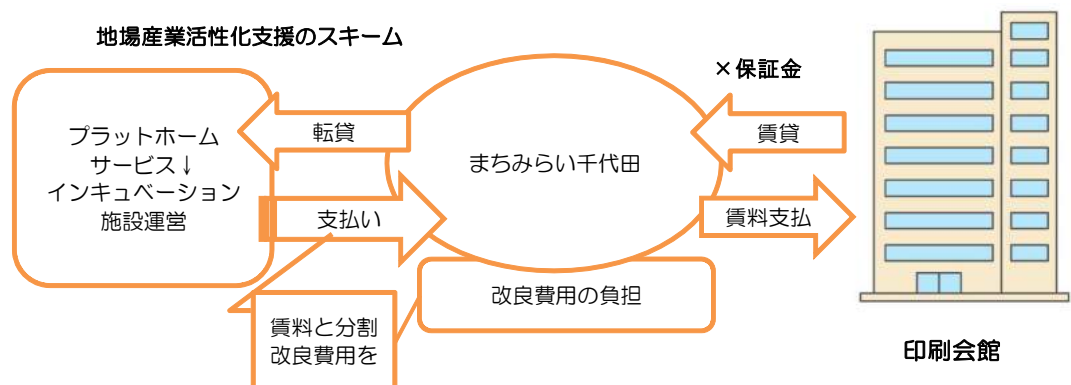 地場産業活性化支援のスキーム
×保証金
プラットホーム
サービス↓
インキュベーション
施設運営
転貸
まちみらい千代田
賃貸
支払い
賃料支払
改良費用の負担
賃料と分割
改良費用を
印刷会館